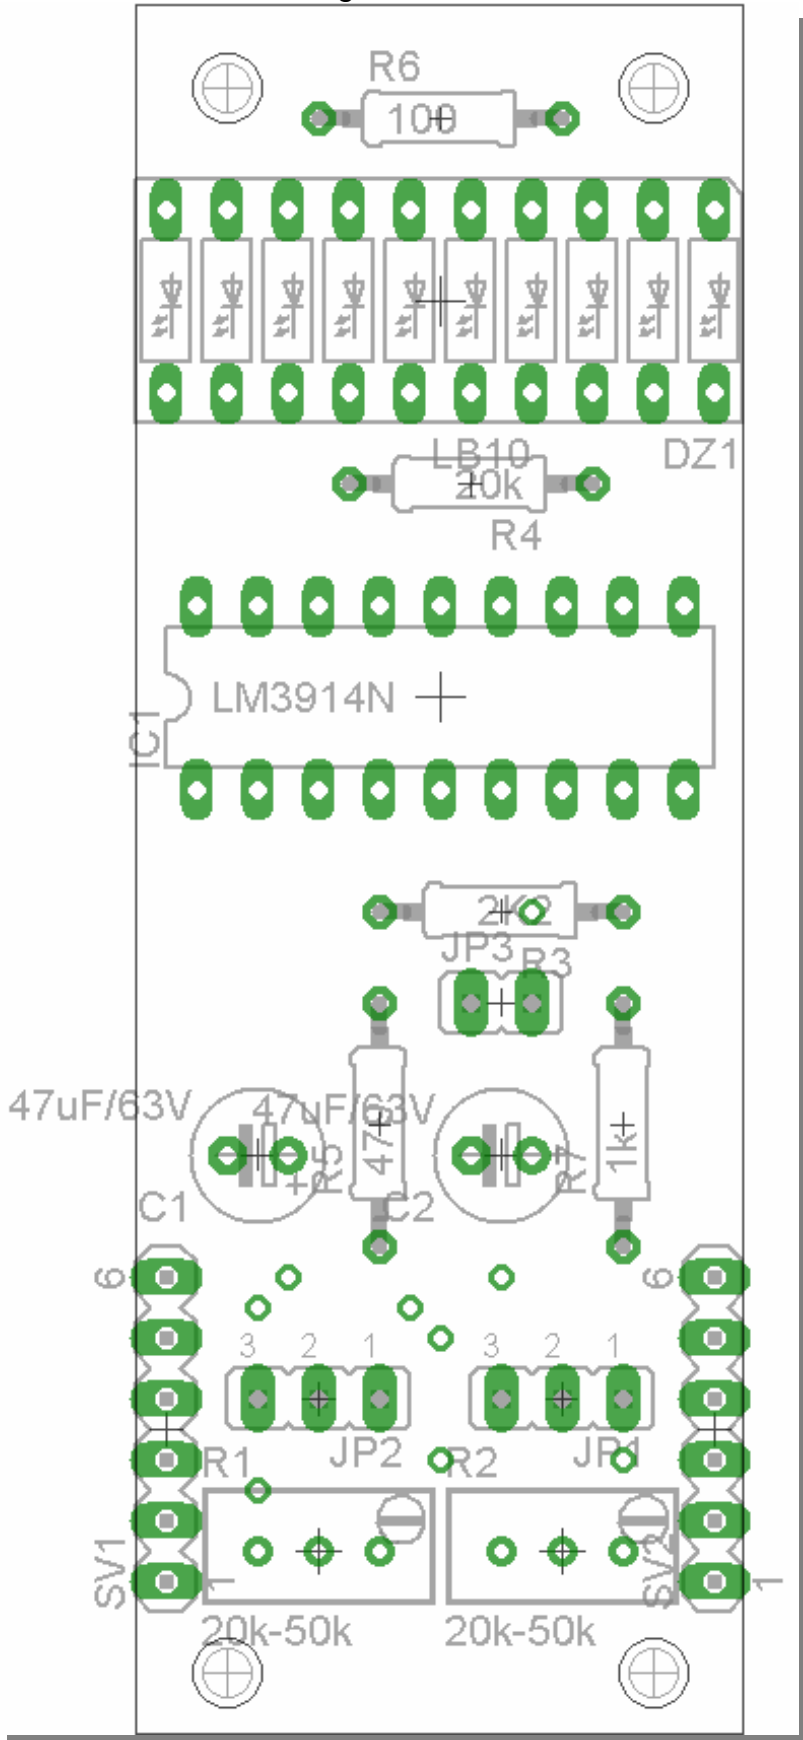 R6
100
LB10
DZ1
20k
R4
LM3914N
IC1
2K2
JP3
R3
47uF/63V
47uF/63V
47
1k
R5
R7
+
C1
C2
6
6
3 2 1
3 2 1
JP2
JP1
R1
R2
SV1
SV2
1
1
20k-50k
20k-50k